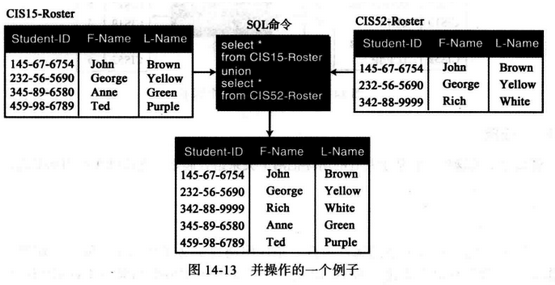 CIS15-Roster
Student-ID F-Name L-Name
145-67-6754 John Brown
232-56-5690 George Yellow
345-89-6580 Anne Green
459-98-6789 Ted Purple
SQL命令
select *
from CIS15-Roster
union
select *
from CIS52-Roster
CIS52-Roster
Student-ID F-Name L-Name
145-67-6754 John Brown
232-56-5690 George Yellow
342-88-9999 Rich White
Student-ID F-Name L-Name
145-67-6754 John Brown
232-56-5690 George Yellow
342-88-9999 Rich White
345-89-6580 Anne Green
459-98-6789 Ted Purple
图 14-13 并操作的一个例子